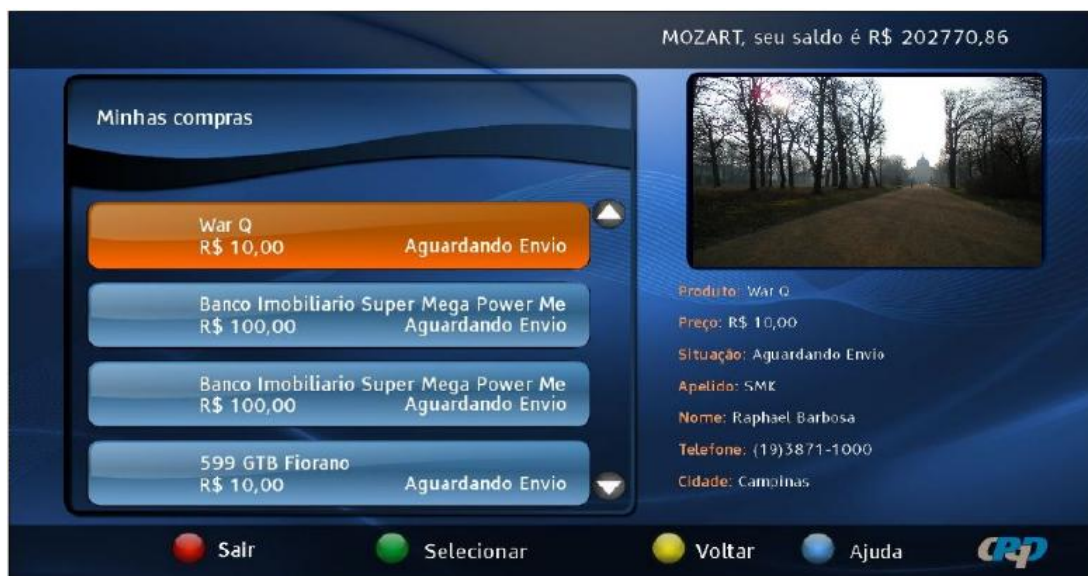 MOZART, seu saldo é R$ 202770,86
Minhas compras
War Q
R$ 10,00 Aguardando Envio
Banco Imobiliario Super Mega Power Me
R$ 100,00 Aguardando Envio
Banco Imobiliario Super Mega Power Me
R$ 100,00 Aguardando Envio
599 GTB Fiorano
R$ 10,00 Aguardando Envio
Produto: War Q
Preço: R$ 10,00
Situação: Aguardando Envio
Apelido: SMK
Nome: Raphael Barbosa
Telefone: (19)3871-1000
Cidade: Campinas
Sair Selecionar Voltar Ajuda CPqD